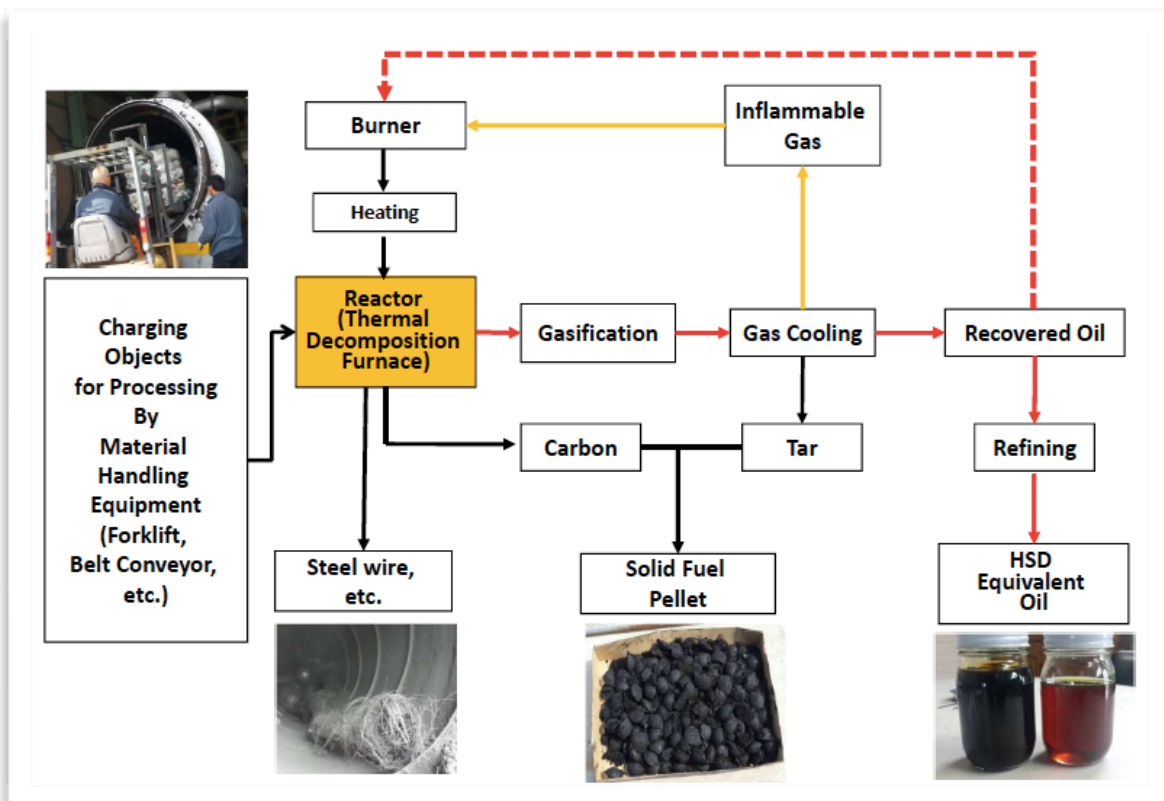 Burner
Inflammable
Gas
Heating
Charging
Objects
for Processing
By
Material
Handling
Equipment
(Forklift,
Belt Conveyor,
etc.)
Reactor
(Thermal
Decomposition
Furnace)
Gasification
Gas Cooling
Recovered Oil
Carbon
Tar
Refining
Steel wire,
etc.
Solid Fuel
Pellet
HSD
Equivalent
Oil